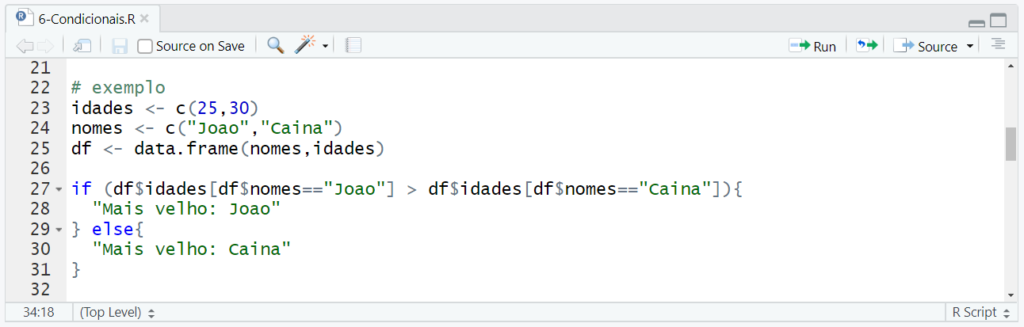 6-Condicionais.R
Source on Save Run Source
21
22 # exemplo
23 idades <- c(25,30)
24 nomes <- c("Joao","Caina")
25 df <- data.frame(nomes,idades)
26
27 if (df$idades[df$nomes=="Joao"] > df$idades[df$nomes=="Caina"]){
28   "Mais velho: Joao"
29 } else{
30   "Mais velho: Caina"
31 }
32
34:18 (Top Level) R Script